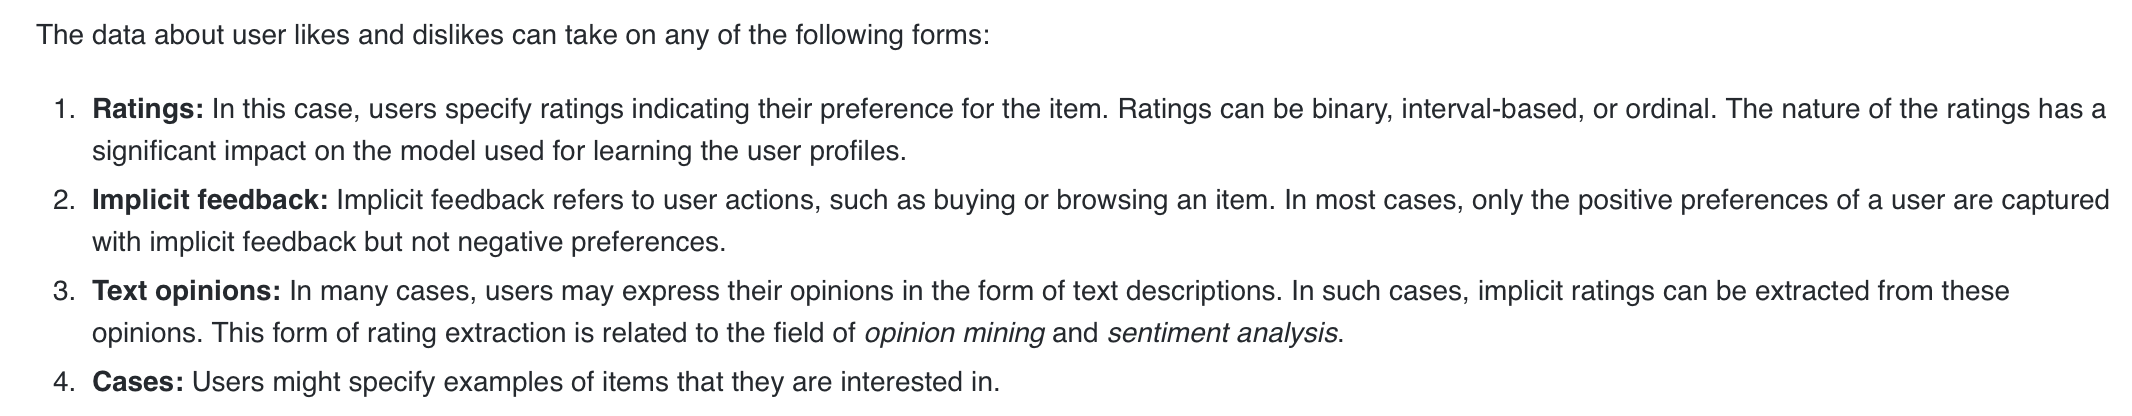 The data about user likes and dislikes can take on any of the following forms:
1. Ratings: In this case, users specify ratings indicating their preference for the item. Ratings can be binary, interval-based, or ordinal. The nature of the ratings has a
significant impact on the model used for learning the user profiles.
2. Implicit feedback: Implicit feedback refers to user actions, such as buying or browsing an item. In most cases, only the positive preferences of a user are captured
with implicit feedback but not negative preferences.
3. Text opinions: In many cases, users may express their opinions in the form of text descriptions. In such cases, implicit ratings can be extracted from these
opinions. This form of rating extraction is related to the field of opinion mining and sentiment analysis.
4. Cases: Users might specify examples of items that they are interested in.